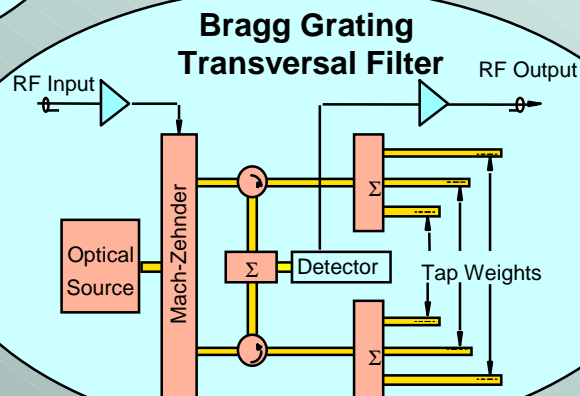 Bragg Grating
Transversal Filter
RF Input
RF Output
Mach-Zehnder
Σ
Optical
Source
Σ
Detector
Tap Weights
Σ